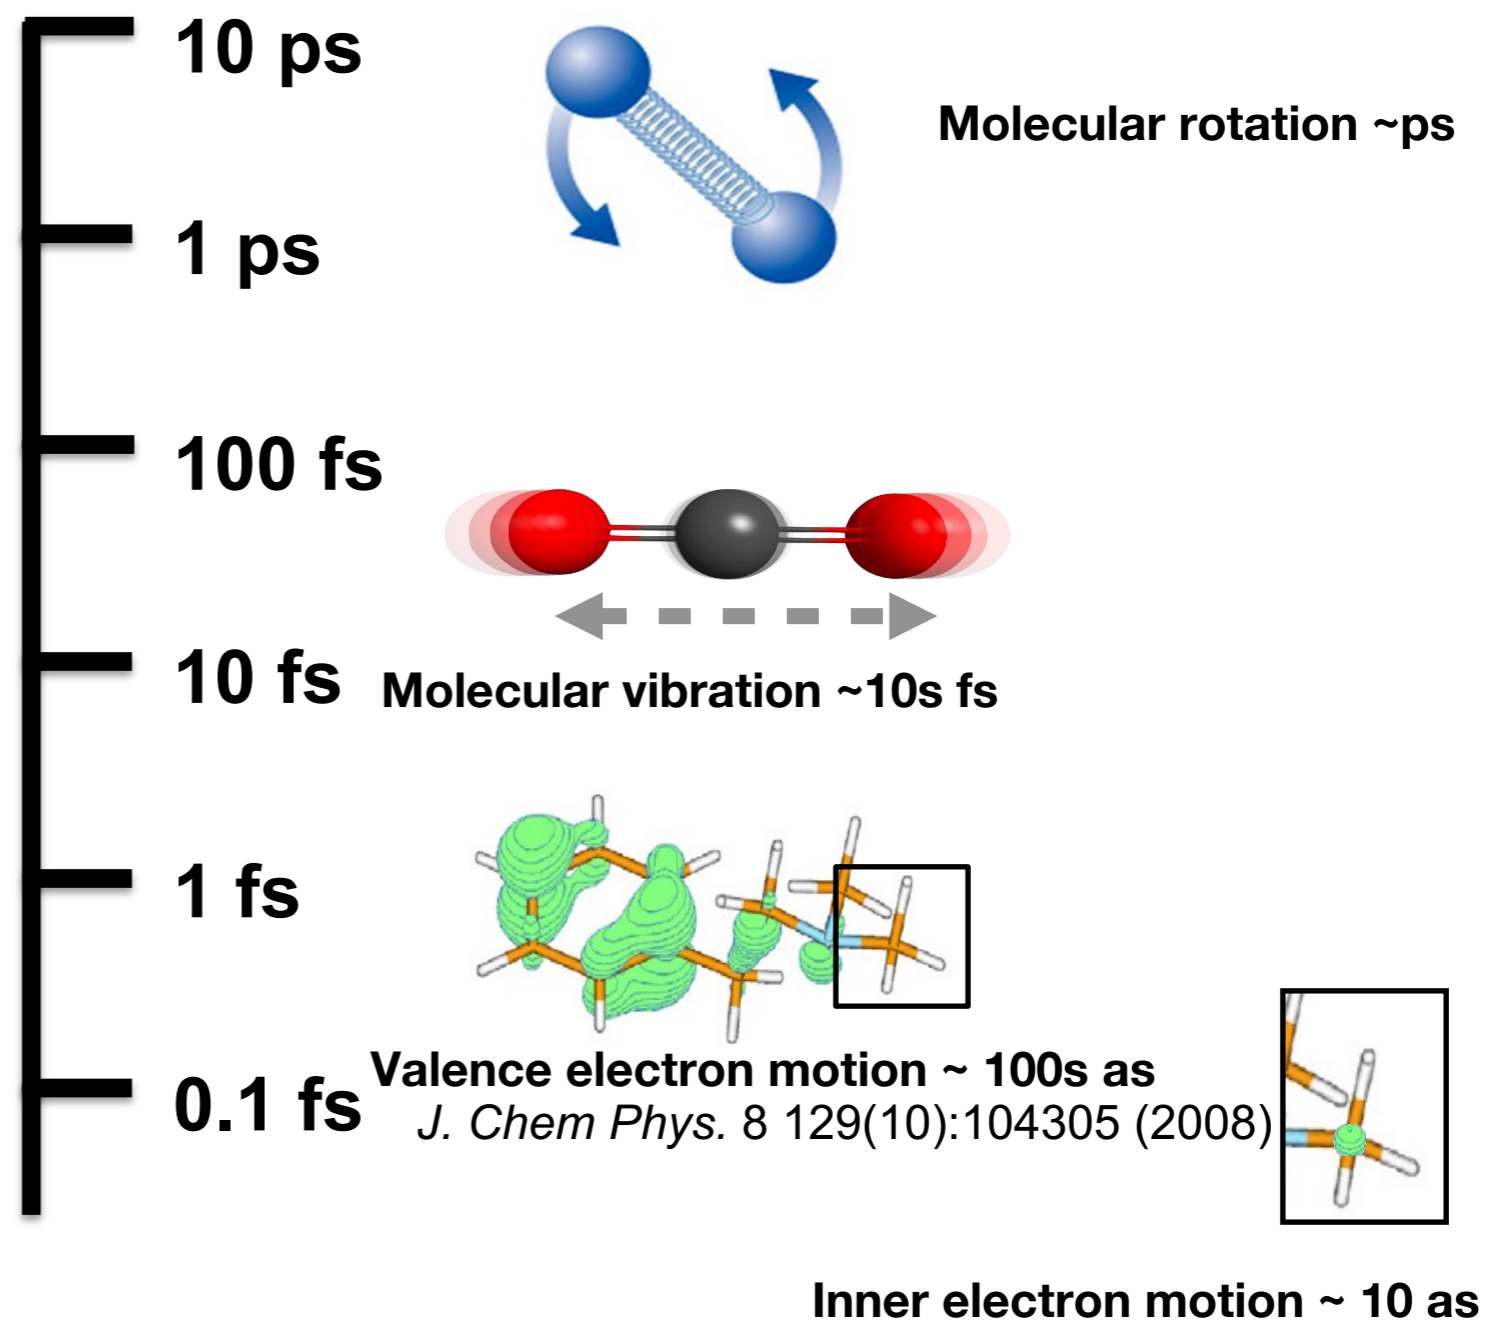 10 ps
Molecular rotation ~ps
1 ps
100 fs
10 fs
Molecular vibration ~10s fs
1 fs
Valence electron motion ~ 100s as
0.1 fs
J. Chem Phys. 8 129(10):104305 (2008)
Inner electron motion ~ 10 as